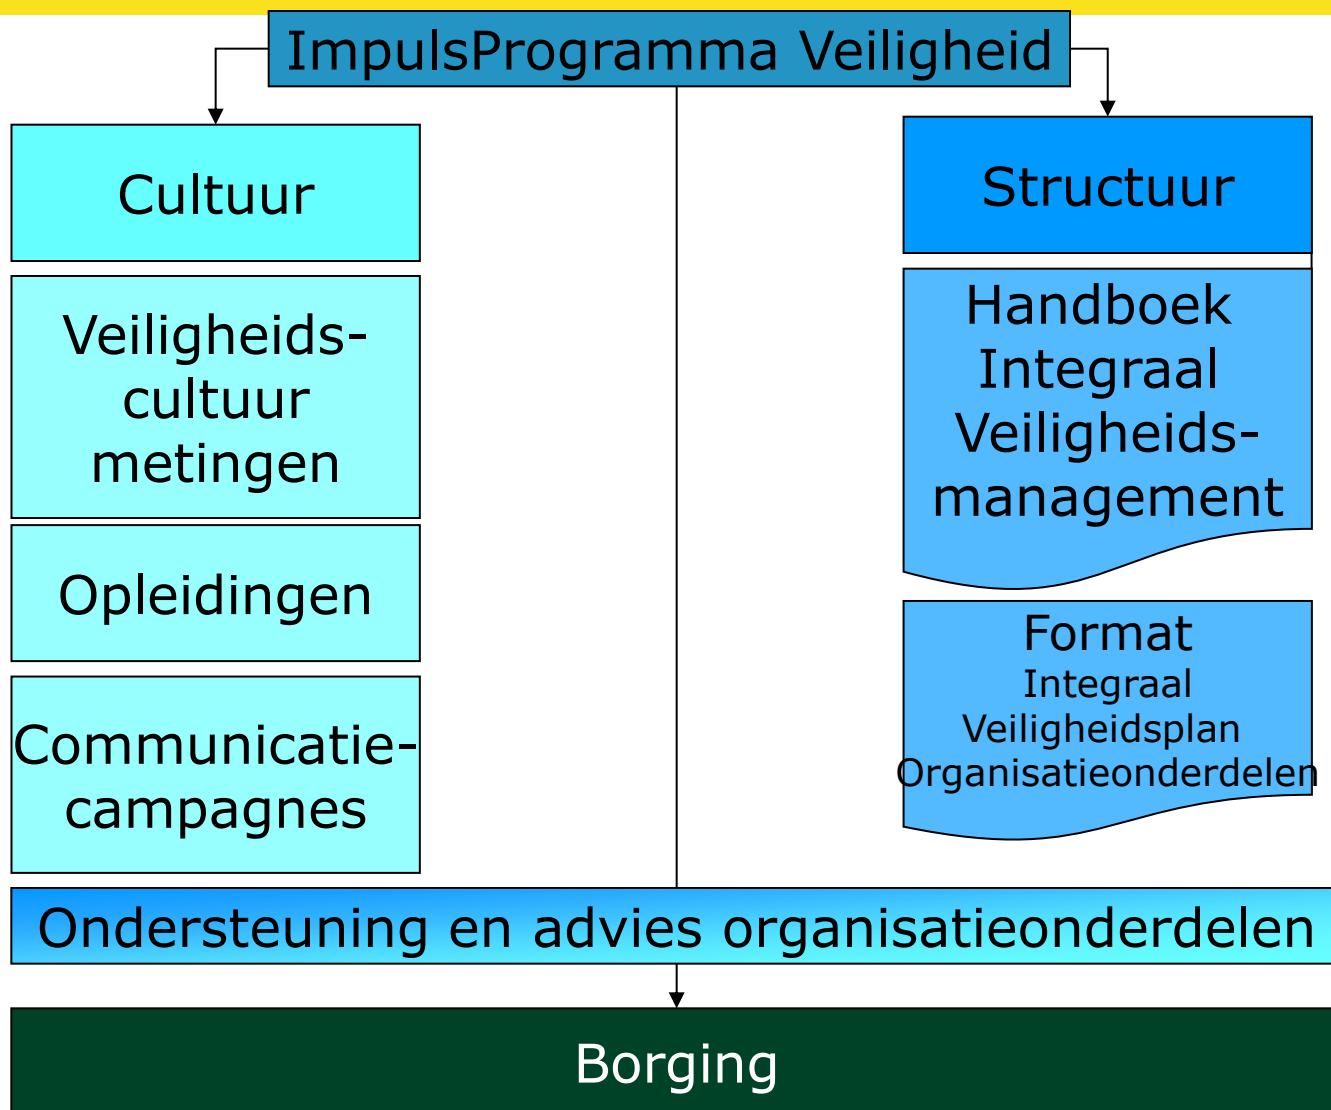 ImpulsProgramma Veiligheid
Cultuur
Veiligheids-
cultuur
metingen
Opleidingen
Communicatie-
campagnes
Structuur
Handboek
Integraal
Veiligheids-
management
Format
Integraal
Veiligheidsplan
Organisatieonderdelen
Ondersteuning en advies organisatieonderdelen
Borging